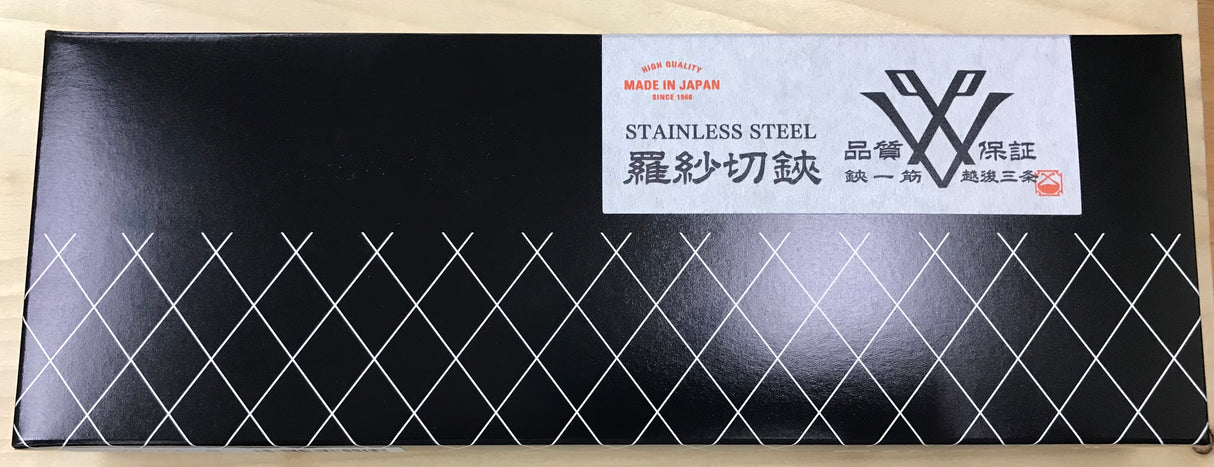 HIGH QUALITY
MADE IN JAPAN
SINCE 1966
STAINLESS STEEL
羅紗切鋏
品質保証
鋏一筋 越後三条